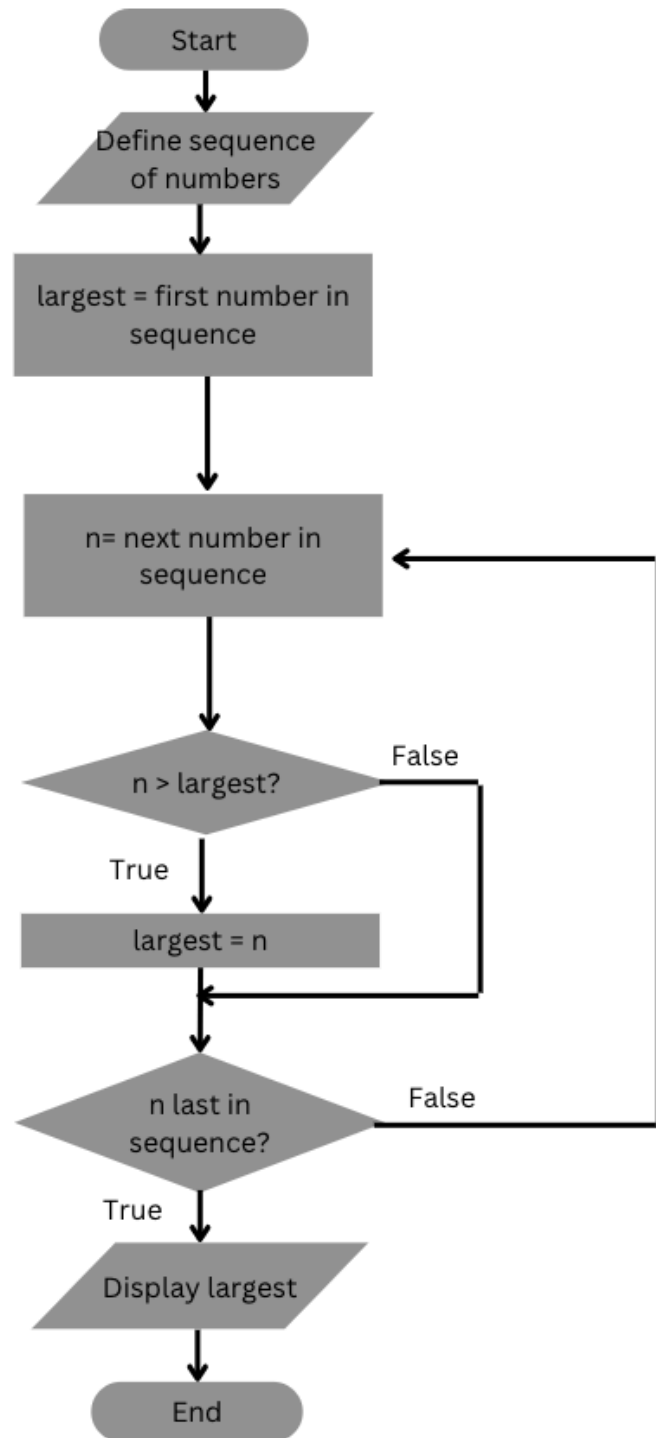 Start
Define sequence
of numbers
largest = first number in
sequence
n= next number in
sequence
n > largest?
False
True
largest = n
n last in
sequence?
False
True
Display largest
End